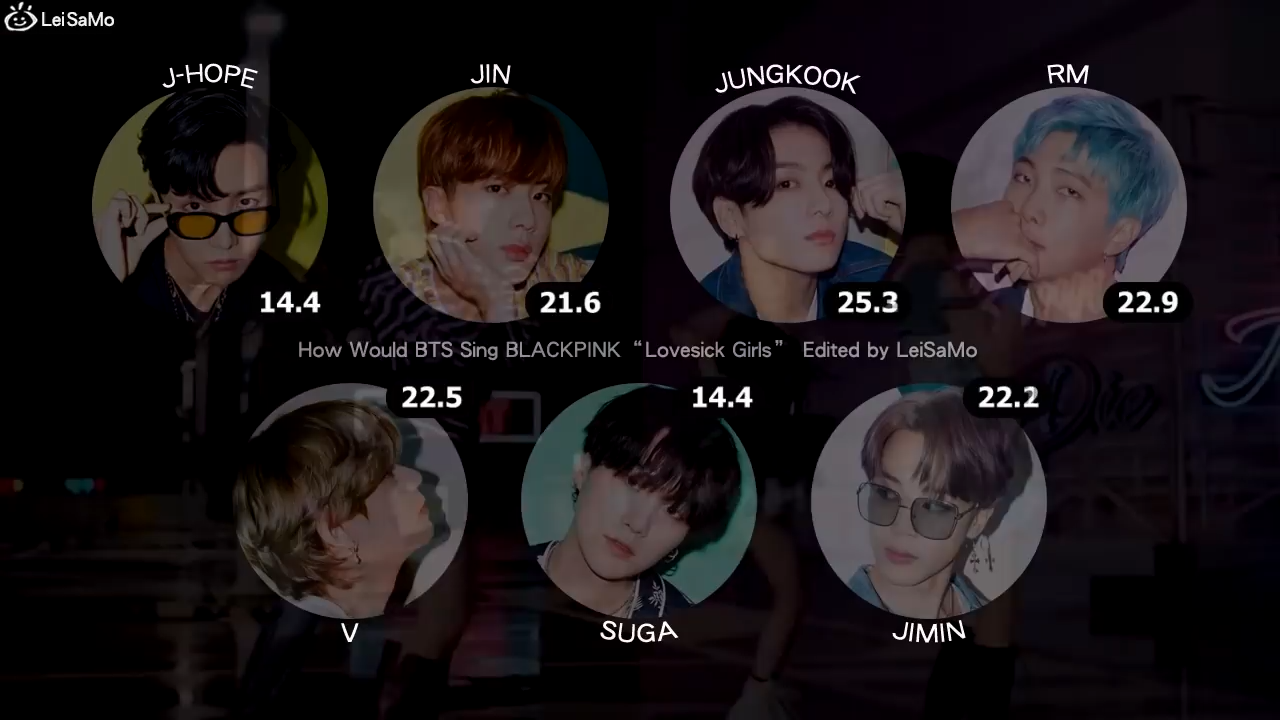 LeiSaMo
J-HOPE
JIN
JUNGKOOK
RM
14.4
21.6
25.3
22.9
How Would BTS Sing BLACKPINK “Lovesick Girls” Edited by LeiSaMo
22.5
14.4
22.2
V
SUGA
JIMIN